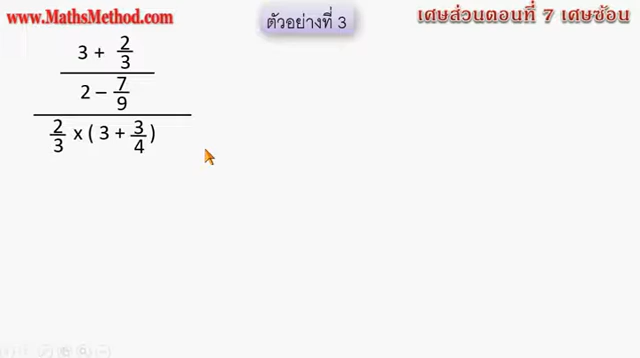 www.MathsMethod.com
ตัวอย่างที่ 3
เศษส่วนตอนที่ 7 เศษซ้อน
3 + 2/3
2 − 7/9
2/3 x ( 3 + 3/4 )